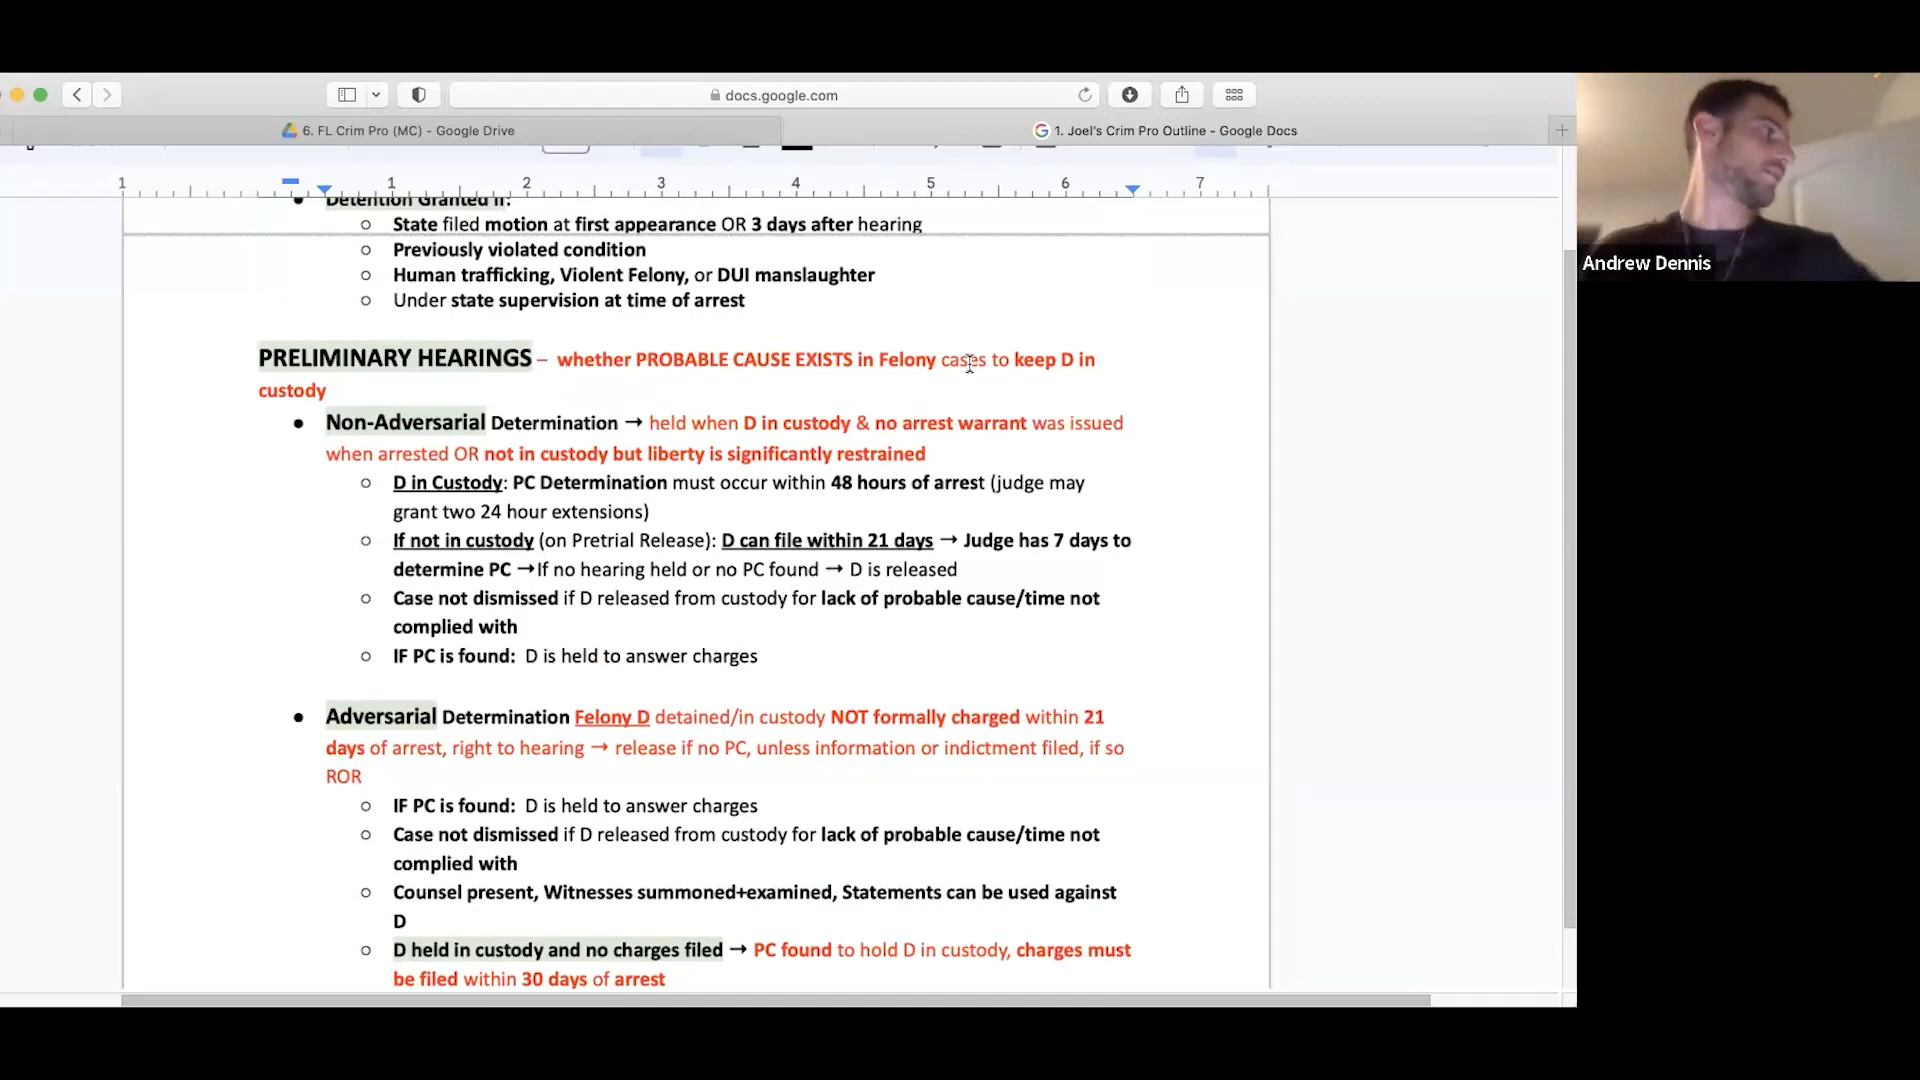 docs.google.com
6. FL Crim Pro (MC) - Google Drive
1. Joel's Crim Pro Outline - Google Docs
1 1 2 3 4 5 6 7
● Detention Granted if:
○ State filed motion at first appearance OR 3 days after hearing
○ Previously violated condition
○ Human trafficking, Violent Felony, or DUI manslaughter
○ Under state supervision at time of arrest
Andrew Dennis
PRELIMINARY HEARINGS – whether PROBABLE CAUSE EXISTS in Felony cases to keep D in
custody
● Non-Adversarial Determination → held when D in custody & no arrest warrant was issued
when arrested OR not in custody but liberty is significantly restrained
○ D in Custody: PC Determination must occur within 48 hours of arrest (judge may
grant two 24 hour extensions)
○ If not in custody (on Pretrial Release): D can file within 21 days → Judge has 7 days to
determine PC →If no hearing held or no PC found → D is released
○ Case not dismissed if D released from custody for lack of probable cause/time not
complied with
○ IF PC is found: D is held to answer charges
● Adversarial Determination Felony D detained/in custody NOT formally charged within 21
days of arrest, right to hearing → release if no PC, unless information or indictment filed, if so
ROR
○ IF PC is found: D is held to answer charges
○ Case not dismissed if D released from custody for lack of probable cause/time not
complied with
○ Counsel present, Witnesses summoned+examined, Statements can be used against
D
○ D held in custody and no charges filed → PC found to hold D in custody, charges must
be filed within 30 days of arrest